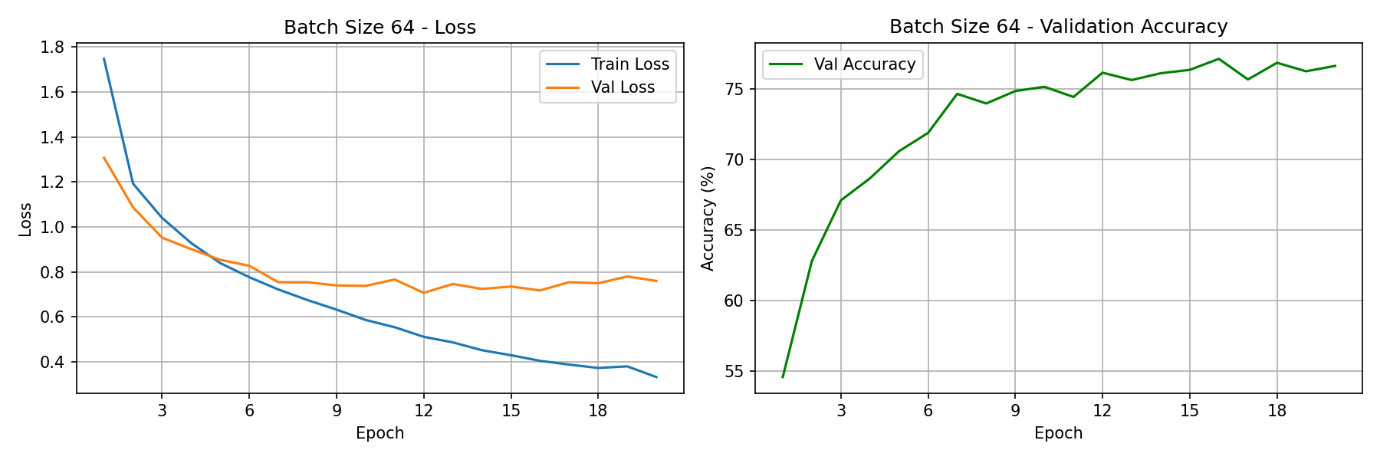 Batch Size 64 - Loss
1.8
1.6
1.4
1.2
1.0
0.8
0.6
0.4
Loss
Train Loss
Val Loss
3 6 9 12 15 18
Epoch
Batch Size 64 - Validation Accuracy
75
70
65
60
55
Accuracy (%)
Val Accuracy
3 6 9 12 15 18
Epoch